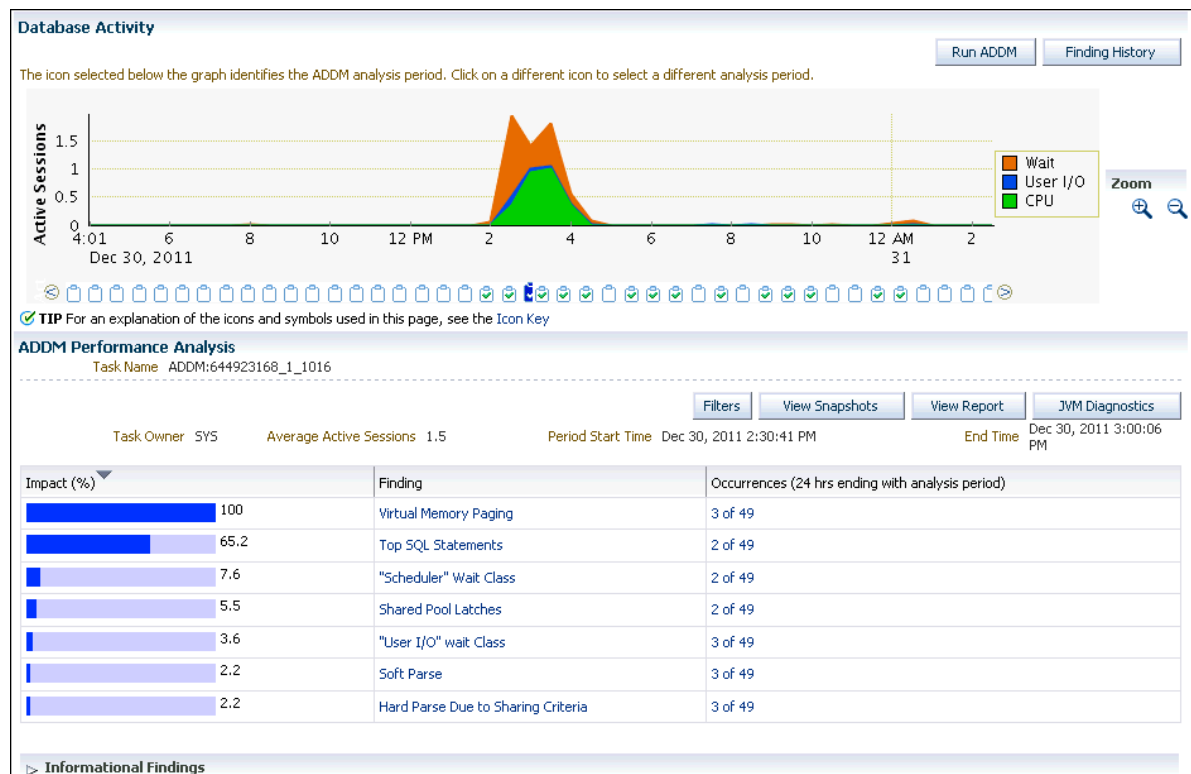 Database Activity
Run ADDM
Finding History
The icon selected below the graph identifies the ADDM analysis period. Click on a different icon to select a different analysis period.
Active Sessions
1.5
1
0.5
0
4:01 6 8 10 12 PM 2 4 6 8 10 12 AM 2
Dec 30, 2011 31
Wait
User I/O
CPU
Zoom
TIP For an explanation of the icons and symbols used in this page, see the Icon Key
ADDM Performance Analysis
Task Name ADDM:644923168_1_1016
Filters
View Snapshots
View Report
JVM Diagnostics
Task Owner SYS Average Active Sessions 1.5 Period Start Time Dec 30, 2011 2:30:41 PM End Time Dec 30, 2011 3:00:06
PM
Impact (%) Finding Occurrences (24 hrs ending with analysis period)
100 Virtual Memory Paging 3 of 49
65.2 Top SQL Statements 2 of 49
7.6 "Scheduler" Wait Class 2 of 49
5.5 Shared Pool Latches 2 of 49
3.6 "User I/O" wait Class 3 of 49
2.2 Soft Parse 3 of 49
2.2 Hard Parse Due to Sharing Criteria 3 of 49
Informational Findings